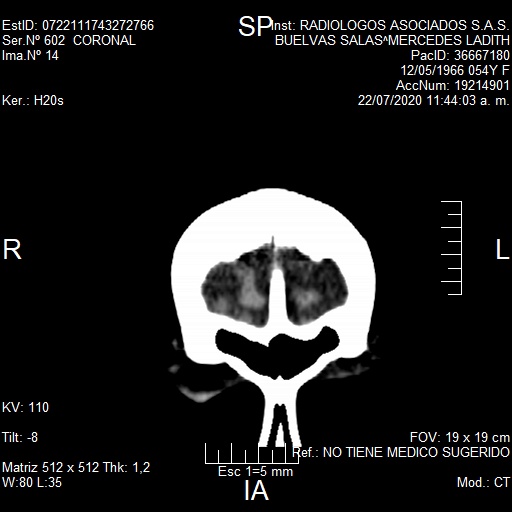 EstID: 0722111743272766
Ser.Nº 602  CORONAL
Ima.Nº 14
Ker.: H20s
SP
Inst: RADIOLOGOS ASOCIADOS S.A.S.
BUELVAS SALAS^MERCEDES LADITH
PacID: 36667180
12/05/1966 054Y F
AccNum: 19214901
22/07/2020 11:44:03 a. m.
R
L
KV: 110
Tilt: -8
Matriz 512 x 512 Thk: 1,2
W:80 L:35
Esc 1=5 mm
IA
FOV: 19 x 19 cm
Ref.: NO TIENE MEDICO SUGERIDO
Mod.: CT